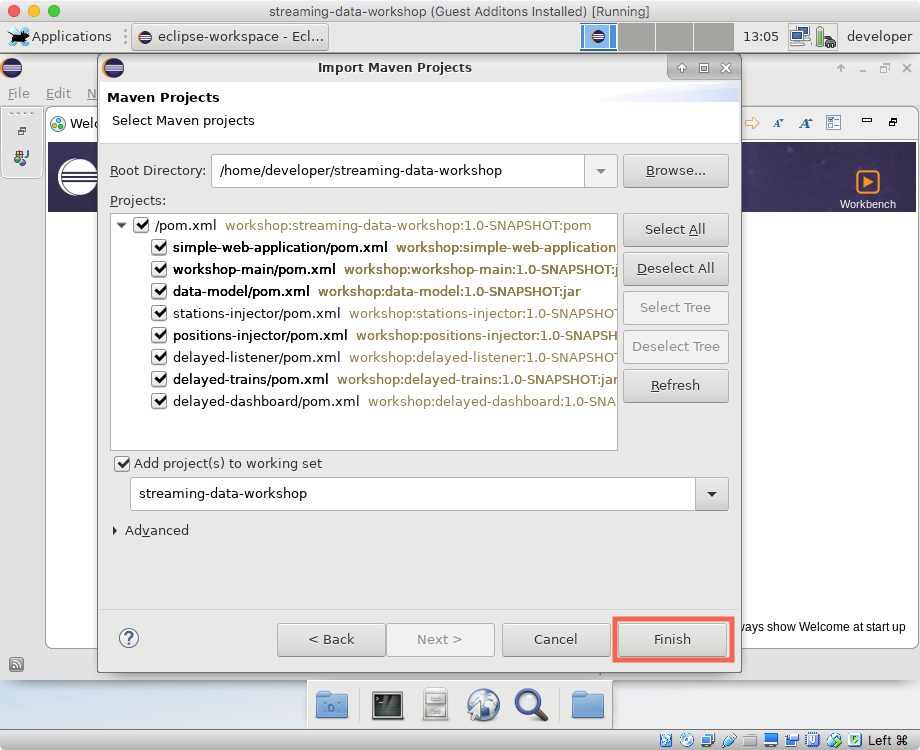 streaming-data-workshop (Guest Additons Installed) [Running]
Applications
eclipse-workspace - Ecl...
13:05
developer
Import Maven Projects
File Edit N
Maven Projects
Select Maven projects
Welc
Root Directory: /home/developer/streaming-data-workshop Browse...
Workbench
Projects:
/pom.xml workshop:streaming-data-workshop:1.0-SNAPSHOT:pom
simple-web-application/pom.xml workshop:simple-web-application
workshop-main/pom.xml workshop:workshop-main:1.0-SNAPSHOT:j
data-model/pom.xml workshop:data-model:1.0-SNAPSHOT:jar
stations-injector/pom.xml workshop:stations-injector:1.0-SNAPSHOT
positions-injector/pom.xml workshop:positions-injector:1.0-SNAPSH
delayed-listener/pom.xml workshop:delayed-listener:1.0-SNAPSHOT
delayed-trains/pom.xml workshop:delayed-trains:1.0-SNAPSHOT:jar
delayed-dashboard/pom.xml workshop:delayed-dashboard:1.0-SNA
Select All
Deselect All
Select Tree
Deselect Tree
Refresh
Add project(s) to working set
streaming-data-workshop
Advanced
ways show Welcome at start up
< Back
Next >
Cancel
Finish
Left ⌘